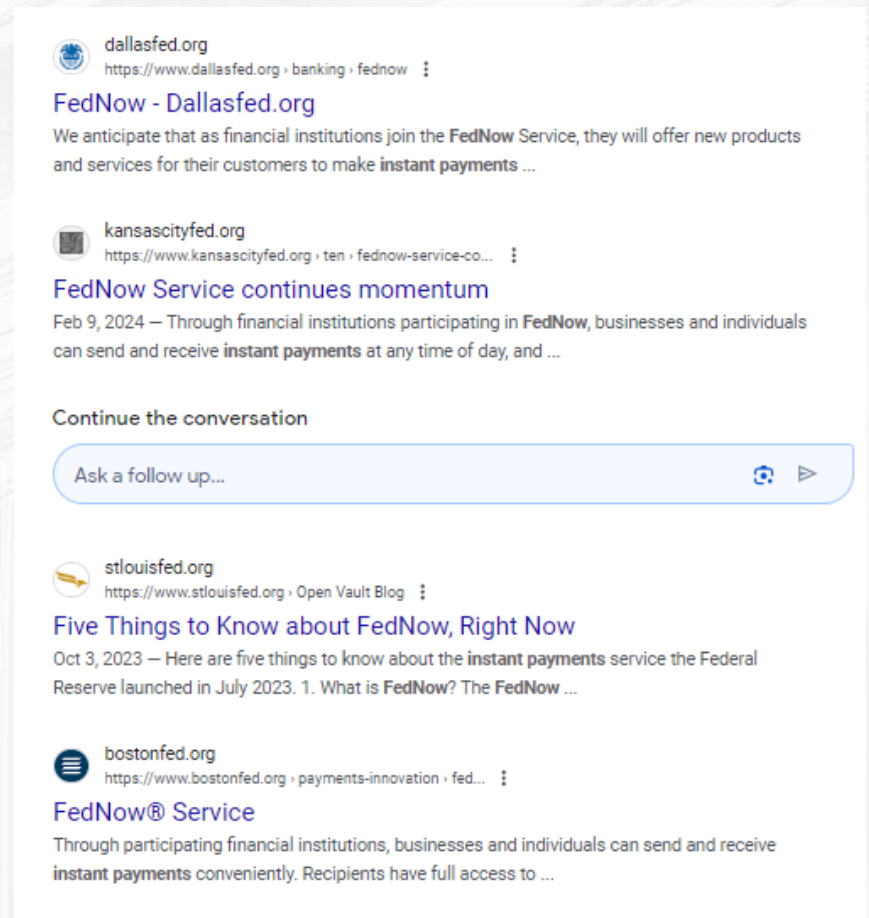 dallasfed.org
https://www.dallasfed.org › banking › fednow
FedNow - Dallasfed.org
We anticipate that as financial institutions join the FedNow Service, they will offer new products
and services for their customers to make instant payments ...
kansascityfed.org
https://www.kansascityfed.org › ten › fednow-service-co...
FedNow Service continues momentum
Feb 9, 2024 — Through financial institutions participating in FedNow, businesses and individuals
can send and receive instant payments at any time of day, and ...
Continue the conversation
Ask a follow up...
stlouisfed.org
https://www.stlouisfed.org › Open Vault Blog
Five Things to Know about FedNow, Right Now
Oct 3, 2023 — Here are five things to know about the instant payments service the Federal
Reserve launched in July 2023. 1. What is FedNow? The FedNow ...
bostonfed.org
https://www.bostonfed.org › payments-innovation › fed...
FedNow® Service
Through participating financial institutions, businesses and individuals can send and receive
instant payments conveniently. Recipients have full access to ...